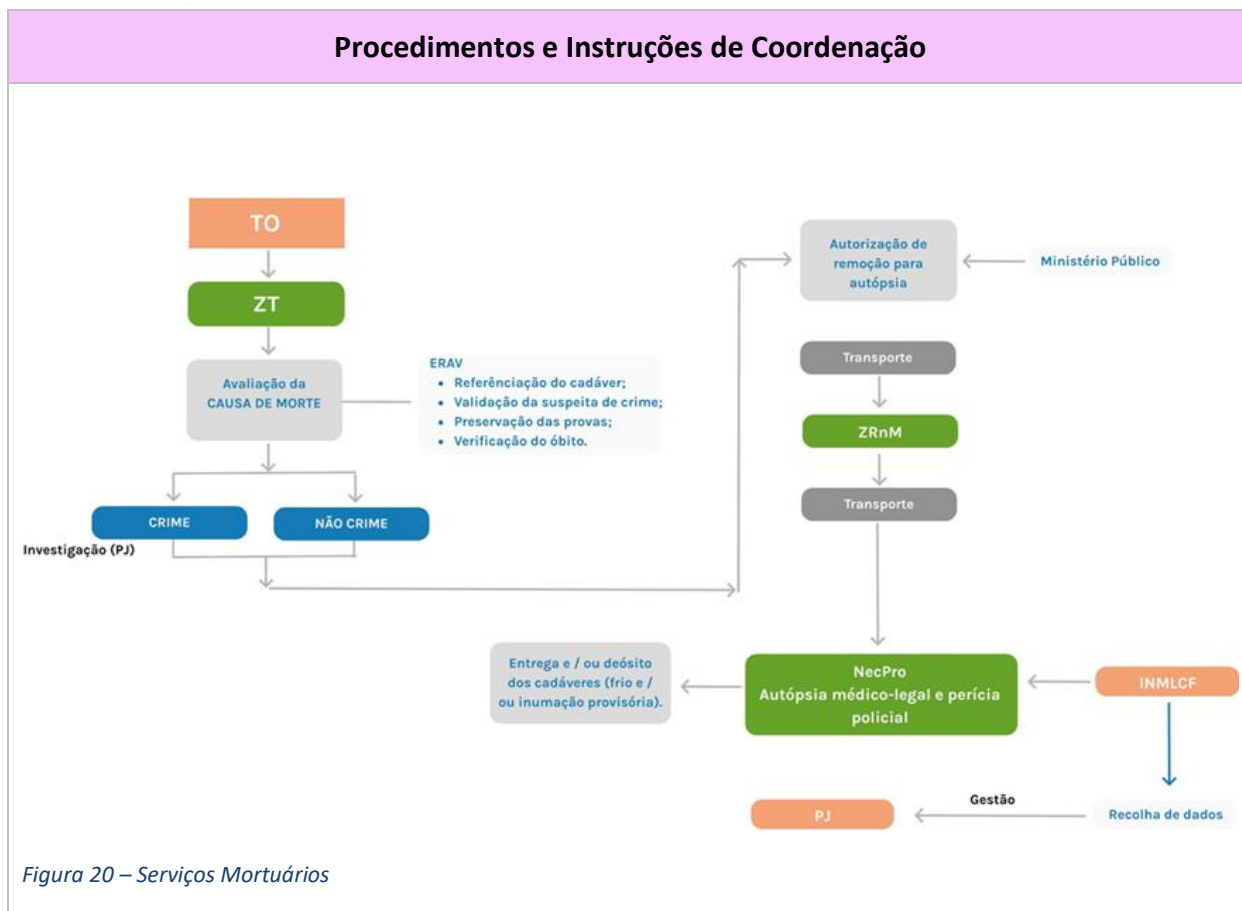 Procedimentos e Instruções de Coordenação
TO
ZT
Avaliação da
CAUSA DE MORTE
ERAV
• Referênciação do cadáver;
• Validação da suspeita de crime;
• Preservação das provas;
• Verificação do óbito.
CRIME
NÃO CRIME
Investigação (PJ)
Autorização de
remoção para
autópsia
Ministério Público
Transporte
ZRnM
Transporte
Entrega e / ou deósito
dos cadáveres (frio e /
ou inumação provisória).
NecPro
Autópsia médico-legal e perícia
policial
INMLCF
Gestão
PJ
Recolha de dados
Figura 20 – Serviços Mortuários